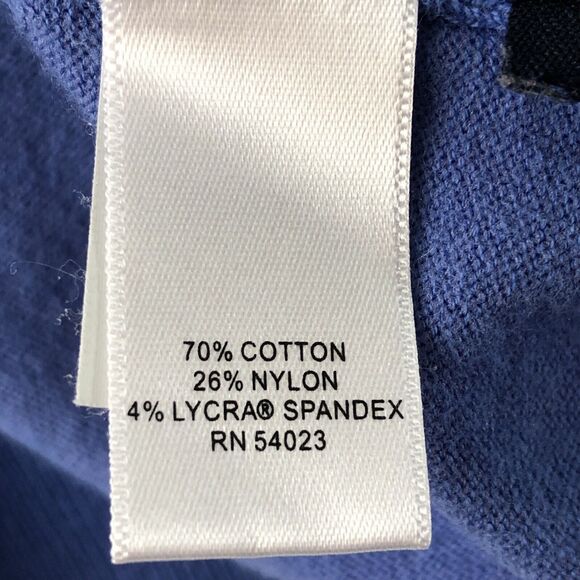 70% COTTON
26% NYLON
4% LYCRA® SPANDEX
RN 54023